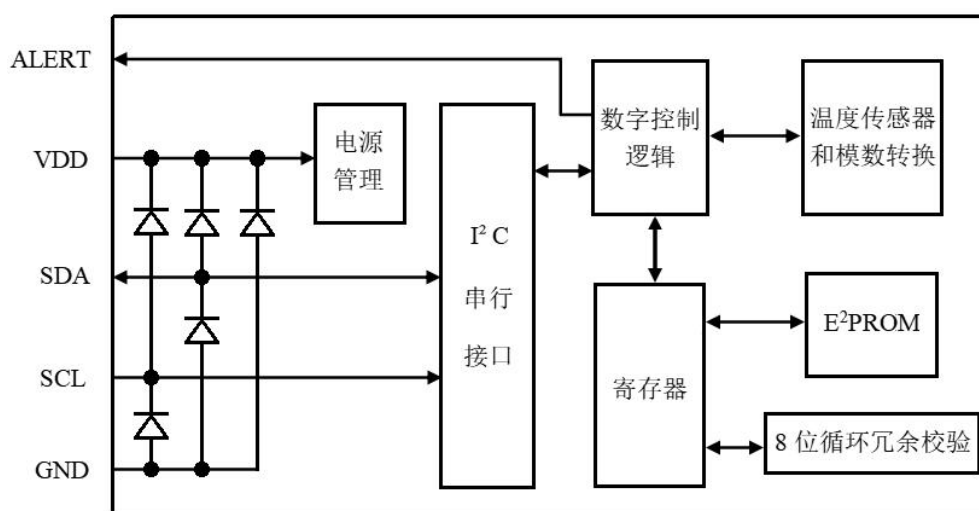 ALERT
VDD
SDA
SCL
GND
电源
管理
I² C
串行
接口
数字控制
逻辑
温度传感器
和模数转换
寄存器
E²PROM
8 位循环冗余校验